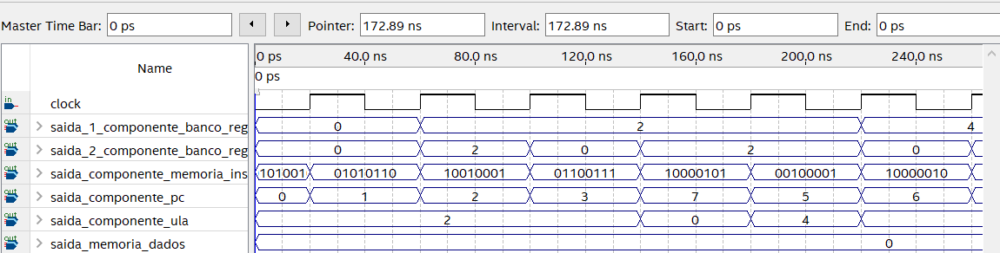 Master Time Bar: 0 ps Pointer: 172.89 ns Interval: 172.89 ns Start: 0 ps End: 0 ps
Name 0 ps 40.0 ns 80.0 ns 120.0 ns 160.0 ns 200.0 ns 240.0 ns
0 ps
in clock
out saida_1_componente_banco_reg 0 2 4
out saida_2_componente_banco_reg 0 2 0 2 0
out saida_componente_memoria_ins 101001 01010110 10010001 01100111 10000101 00100001 10000010
out saida_componente_pc 0 1 2 3 7 5 6
out saida_componente_ula 2 0 4
out saida_memoria_dados 0